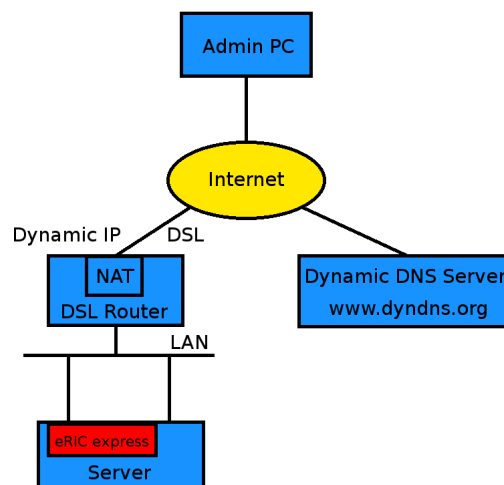 Admin PC
Internet
Dynamic IP
DSL
NAT
DSL Router
Dynamic DNS Server
www.dyndns.org
LAN
eRIC express
Server